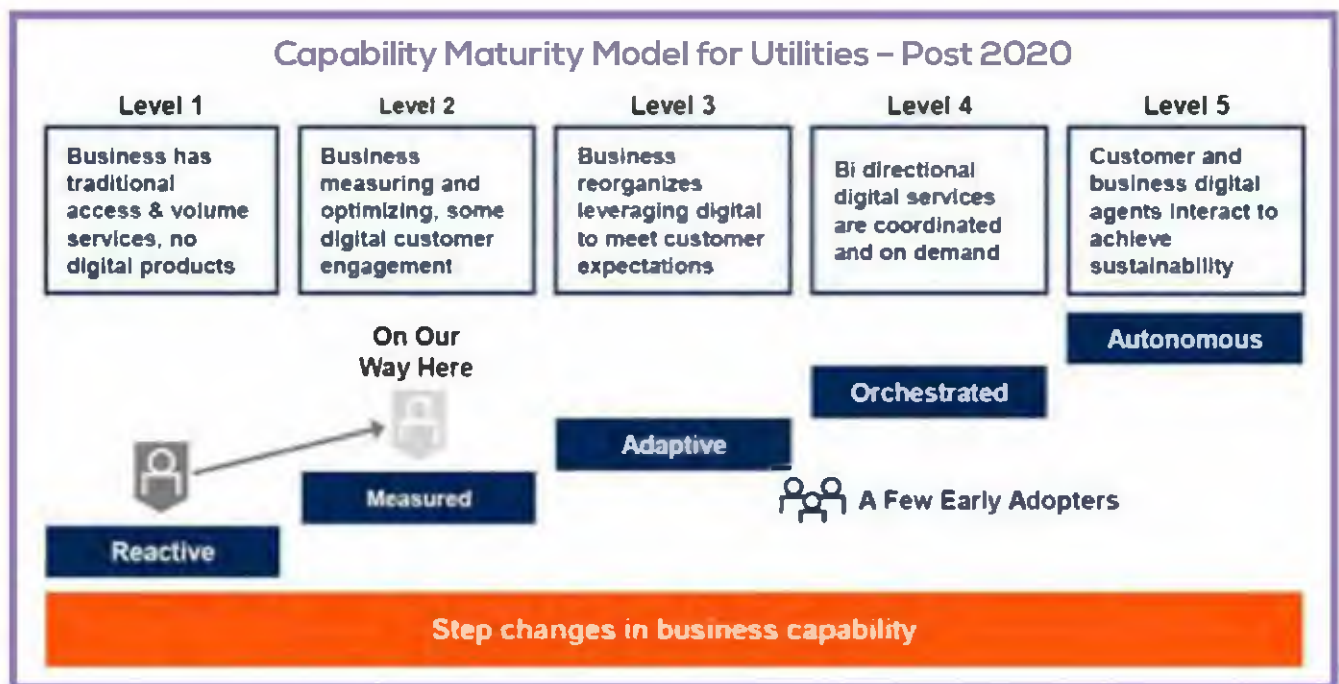 Capability Maturity Model for Utilities – Post 2020
Level 1
Level 2
Level 3
Level 4
Level 5
Business has
traditional
access & volume
services, no
digital products
Business
measuring and
optimizing, some
digital customer
engagement
Business
reorganizes
leveraging digital
to meet customer
expectations
Bi directional
digital services
are coordinated
and on demand
Customer and
business digital
agents interact to
achieve
sustainability
On Our
Way Here
Autonomous
Orchestrated
Adaptive
Measured
A Few Early Adopters
Reactive
Step changes in business capability